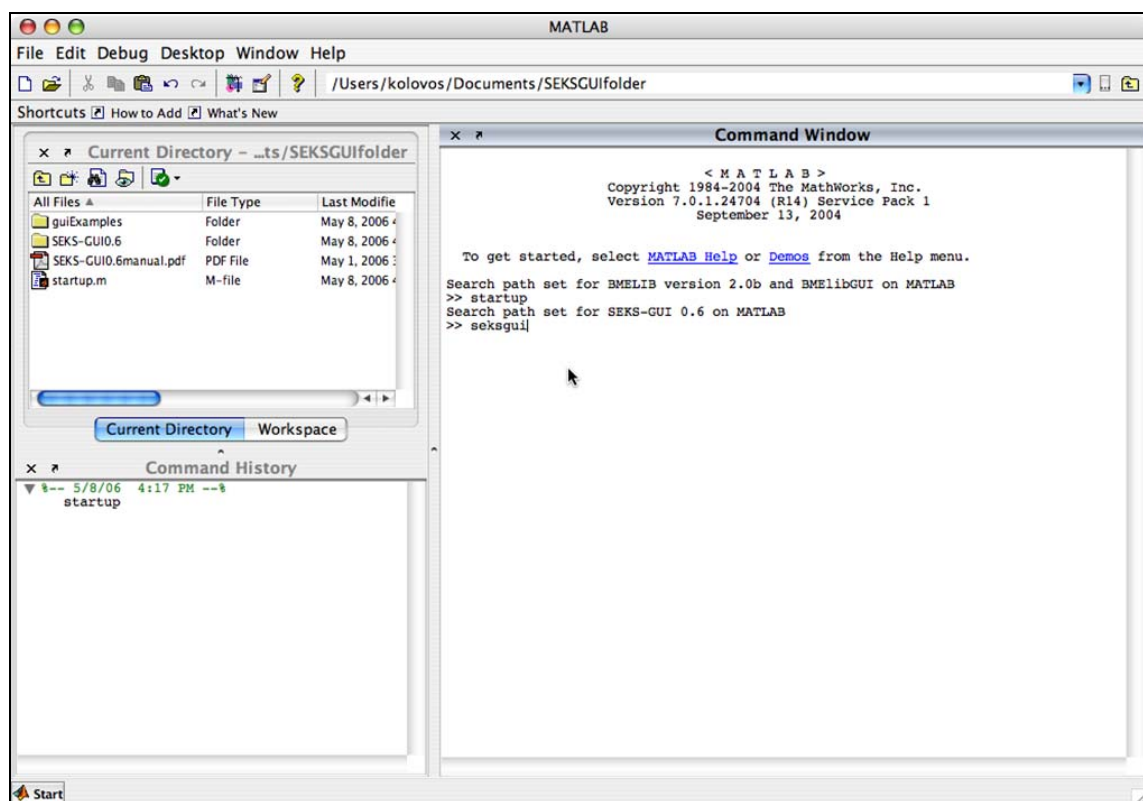 MATLAB
File Edit Debug Desktop Window Help
/Users/kolovos/Documents/SEKSGUIfolder
Shortcuts How to Add What's New
Current Directory – ...ts/SEKSGUIfolder
All Files File Type Last Modifie
guiExamples Folder May 8, 2006
SEKS-GUI0.6 Folder May 8, 2006
SEKS-GUI0.6manual.pdf PDF File May 1, 2006
startup.m M-file May 8, 2006
Current Directory Workspace
Command History
%-- 5/8/06 4:17 PM --%
startup
Command Window
< M A T L A B >
Copyright 1984-2004 The MathWorks, Inc.
Version 7.0.1.24704 (R14) Service Pack 1
September 13, 2004
To get started, select MATLAB Help or Demos from the Help menu.
Search path set for BMELIB version 2.0b and BMElibGUI on MATLAB
>> startup
Search path set for SEKS-GUI 0.6 on MATLAB
>> seksgui
Start